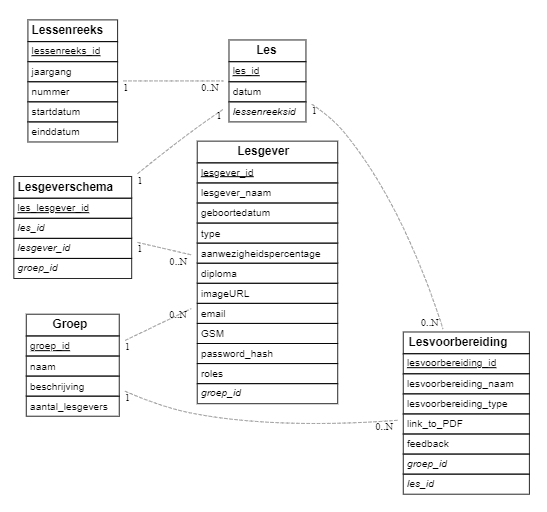 Lessenreeks
lessenreeks_id
jaargang
nummer
startdatum
einddatum
1
0..N
Les
les_id
datum
lessenreeksid
1
1
Lesgeverschema
les_lesgever_id
les_id
lesgever_id
groep_id
1
1
0..N
Lesgever
lesgever_id
lesgever_naam
geboortedatum
type
aanwezigheidspercentage
diploma
imageURL
email
GSM
password_hash
roles
groep_id
0..N
Groep
groep_id
naam
beschrijving
aantal_lesgevers
1
1
0..N
0..N
Lesvoorbereiding
lesvoorbereiding_id
lesvoorbereiding_naam
lesvoorbereiding_type
link_to_PDF
feedback
groep_id
les_id